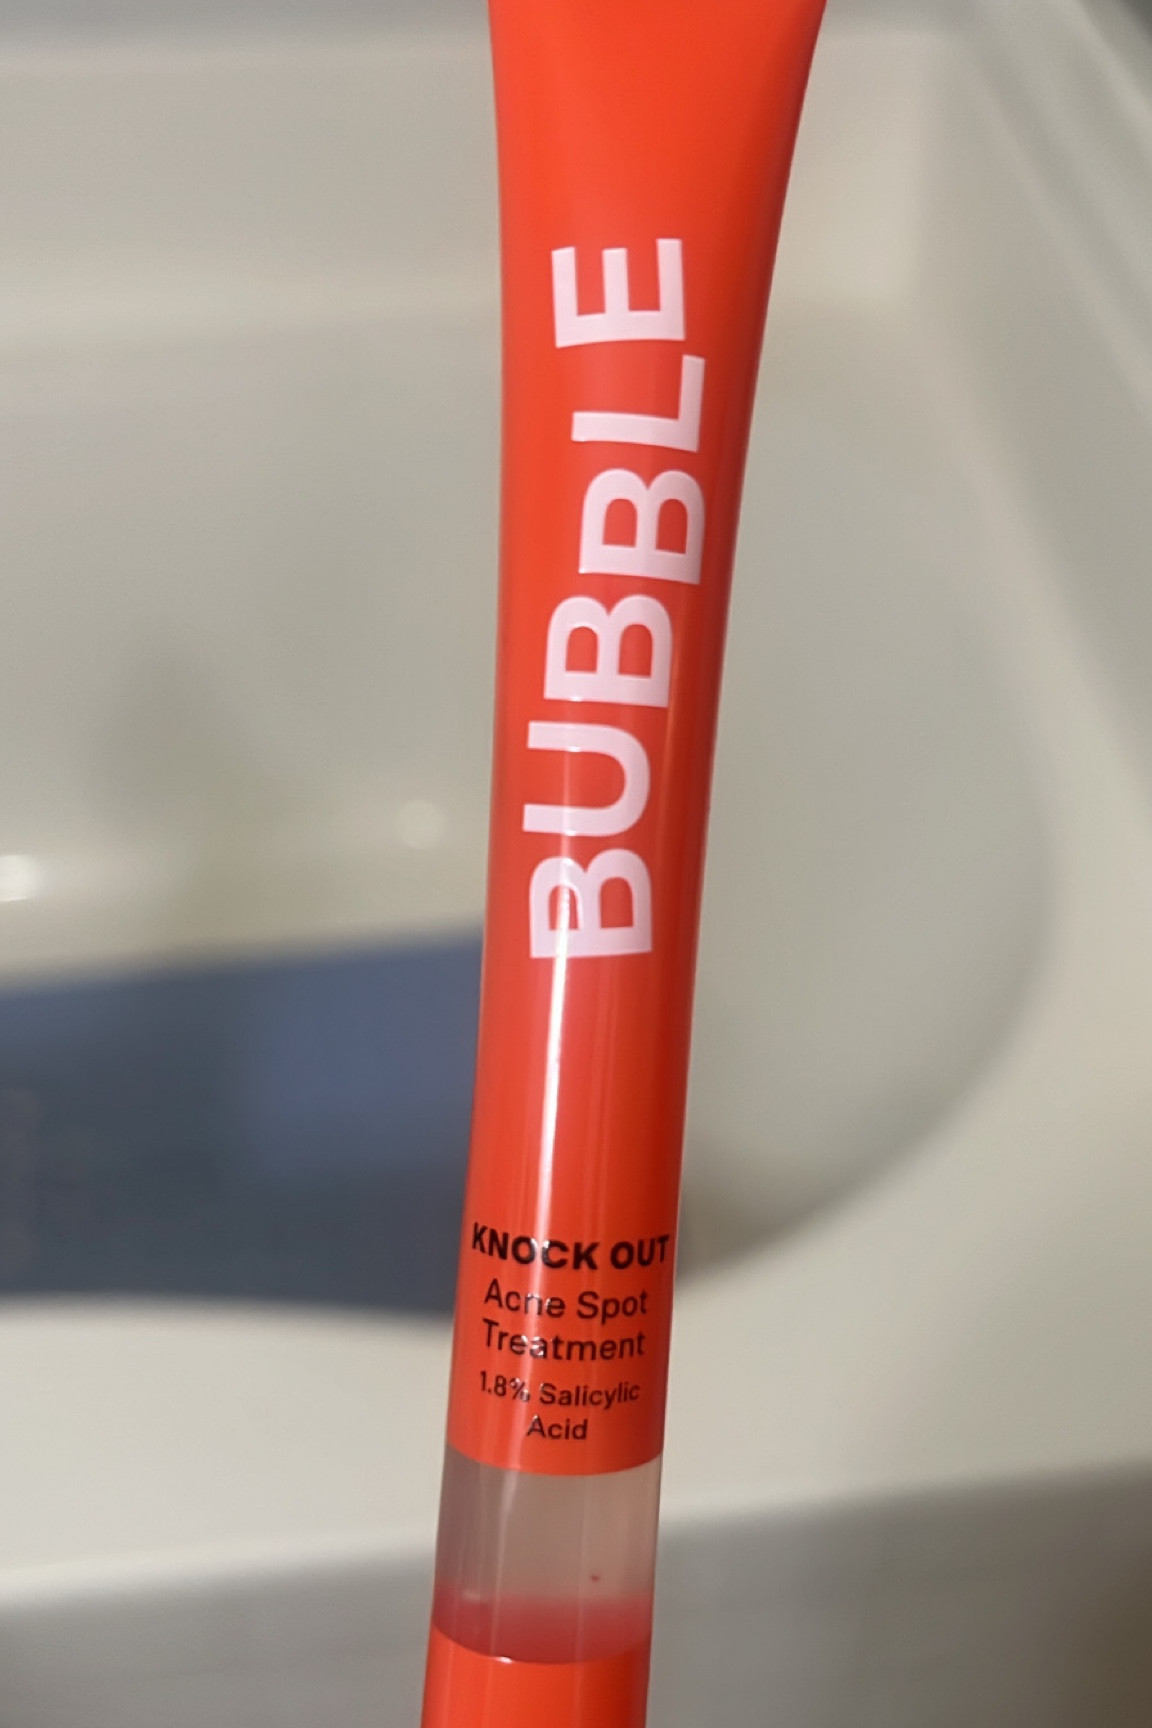 BUBBLE
KNOCK OUT
Acne Spot
Treatment
1.8% Salicylic
Acid